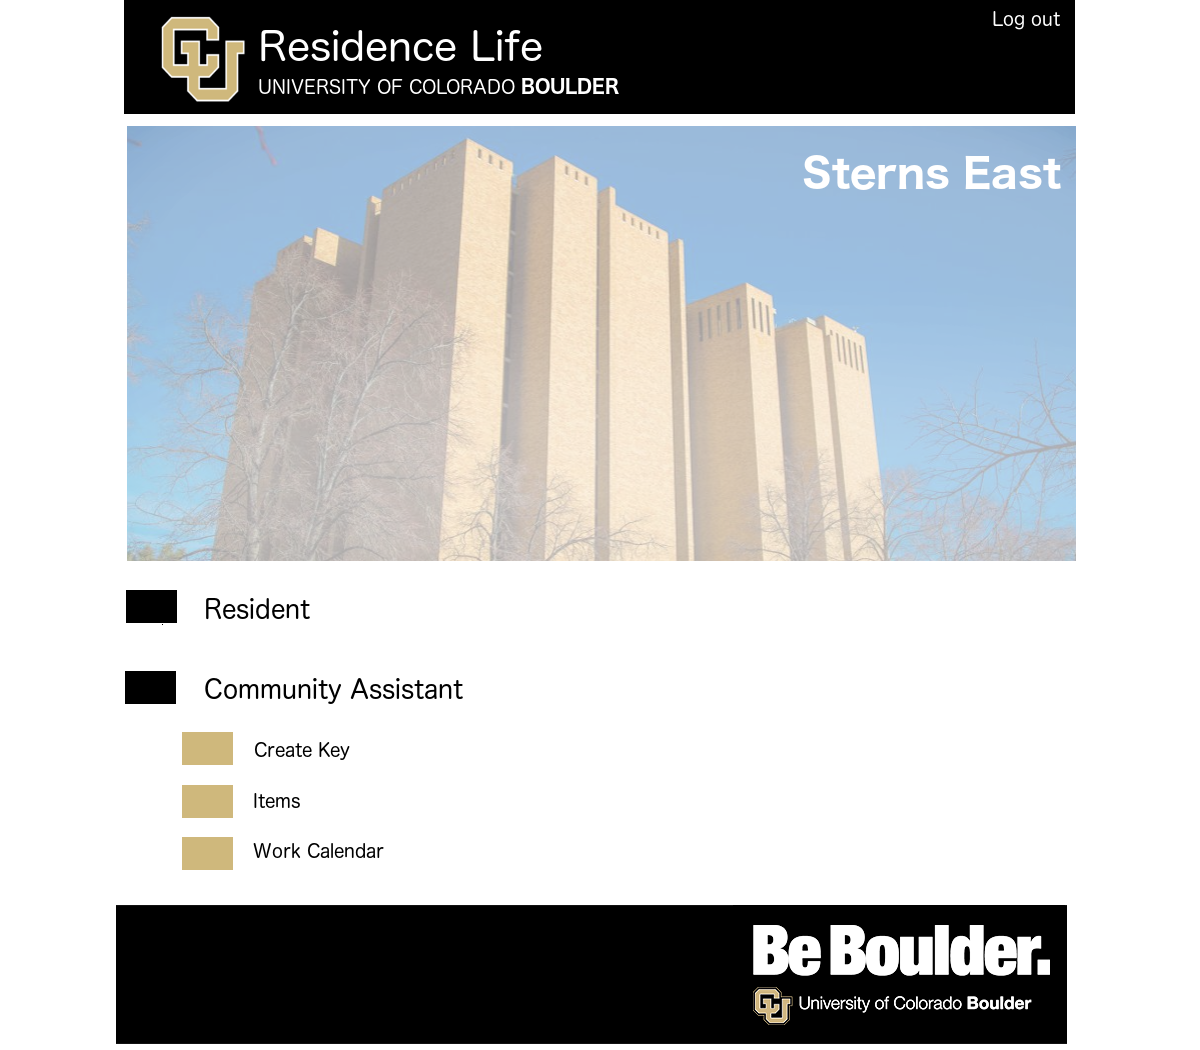 Log out
Residence Life
UNIVERSITY OF COLORADO BOULDER
Sterns East
Resident
Community Assistant
Create Key
Items
Work Calendar
Be Boulder.
University of Colorado Boulder